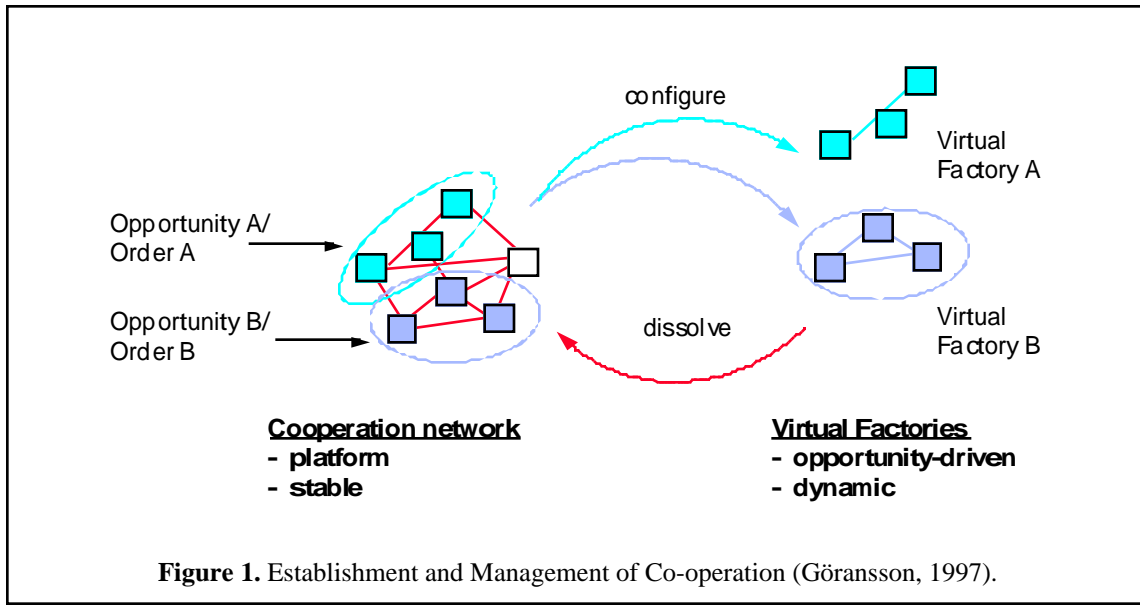 configure
Virtual
Factory A
Opportunity A/
Order A
Opportunity B/
Order B
dissolve
Virtual
Factory B
Cooperation network
- platform
- stable
Virtual Factories
- opportunity-driven
- dynamic
Figure 1. Establishment and Management of Co-operation (Göransson, 1997).